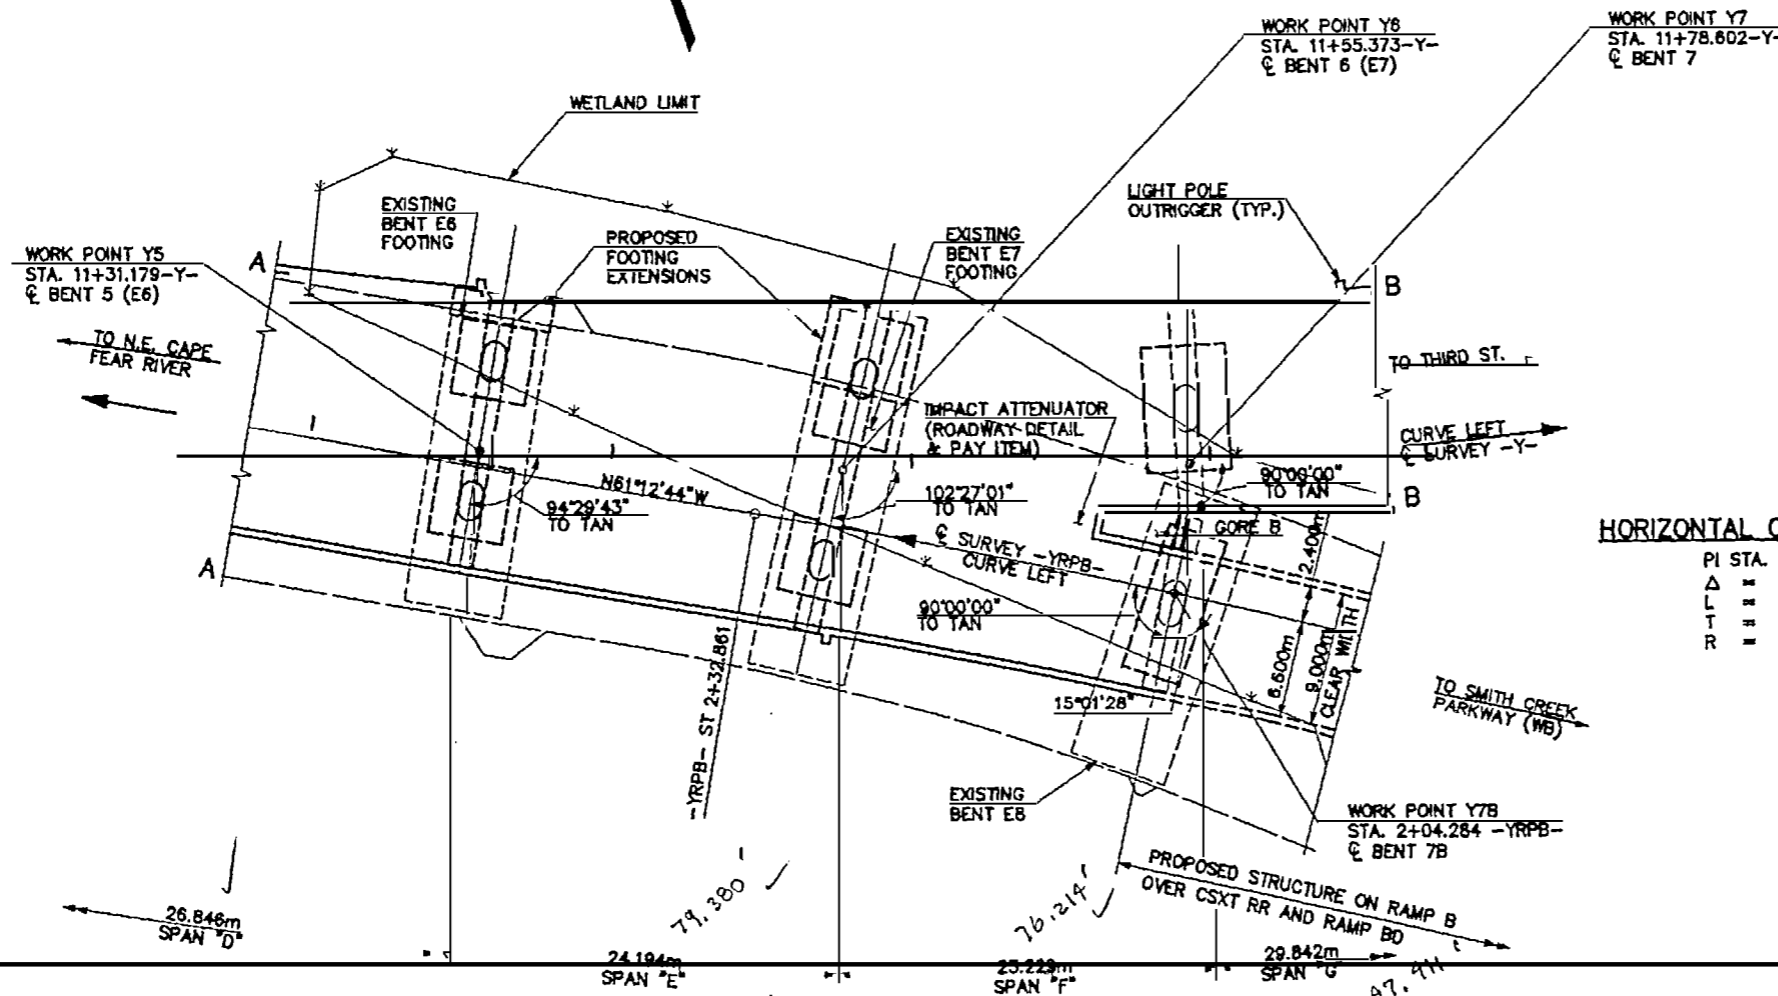 WORK POINT Y6
STA. 11+55.373-Y-
℄ BENT 6 (E7)
WORK POINT Y7
STA. 11+78.602-Y-
℄ BENT 7
WETLAND LIMIT
LIGHT POLE
OUTRIGGER (TYP.)
EXISTING
BENT E6
FOOTING
PROPOSED
FOOTING
EXTENSIONS
EXISTING
BENT E7
FOOTING
WORK POINT Y5
STA. 11+31.179-Y-
℄ BENT 5 (E6)
A
B
TO N.E. CAPE
FEAR RIVER
TO THIRD ST.
IMPACT ATTENUATOR
(ROADWAY DETAIL
& PAY ITEM)
CURVE LEFT
℄ SURVEY -Y-
N61°12'44"W
94°29'43"
TO TAN
102°27'01"
TO TAN
90°00'00"
TO TAN
B
GORE B
℄ SURVEY -YRPB-
CURVE LEFT
2.400m
HORIZONTAL C
PI STA.
Δ =
L =
T =
R =
A
90°00'00"
TO TAN
6.600m
9.000m
CLEAR WIDTH
-YRPB- ST 2+32.861
15°01'28"
TO SMITH CREEK
PARKWAY (WB)
EXISTING
BENT E8
WORK POINT Y7B
STA. 2+04.284 -YRPB-
℄ BENT 7B
PROPOSED STRUCTURE ON RAMP B
OVER CSXT RR AND RAMP BD
79.380'
76.214'
26.846m
SPAN "D"
24.194m
SPAN "E"
SPAN "F"
29.842m
SPAN "G"